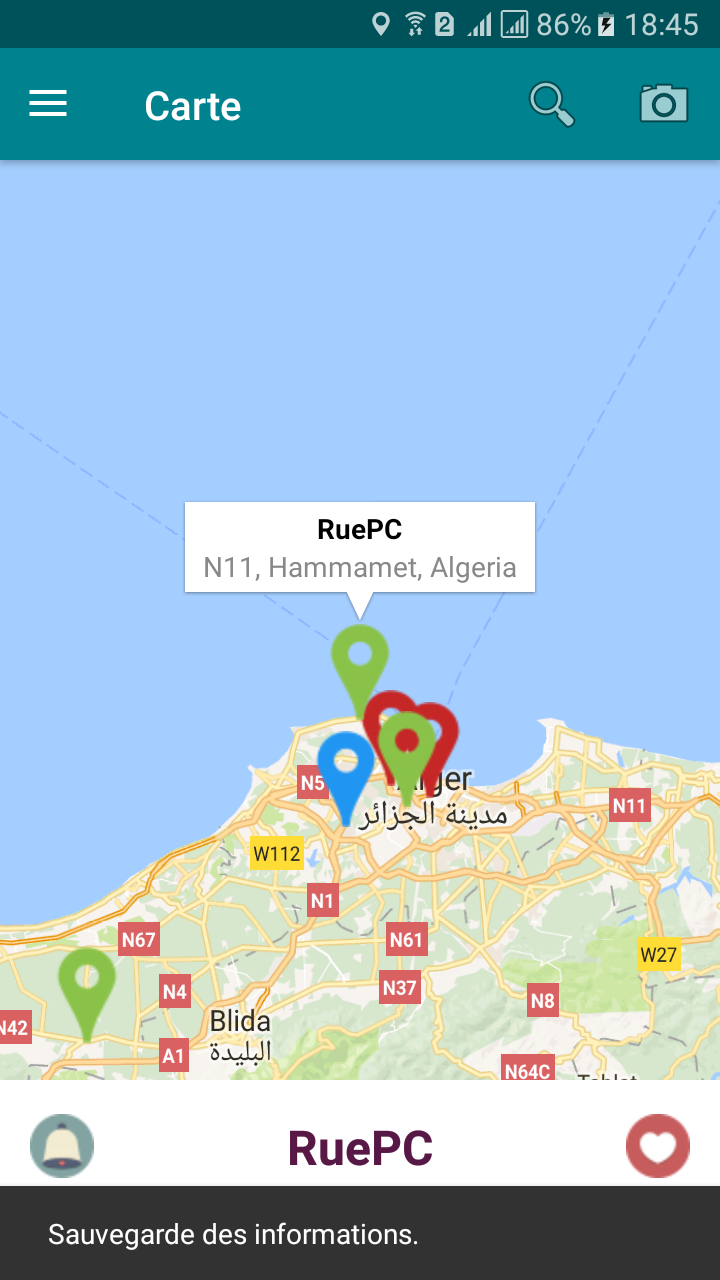 2
86%
18:45
Carte
RuePC
N11, Hammamet, Algeria
N5
Alger
مدينة الجزائر
N11
W112
N1
N67
N61
W27
N4
N37
N8
N42
Blida
البليدة
A1
N64C
RuePC
Sauvegarde des informations.